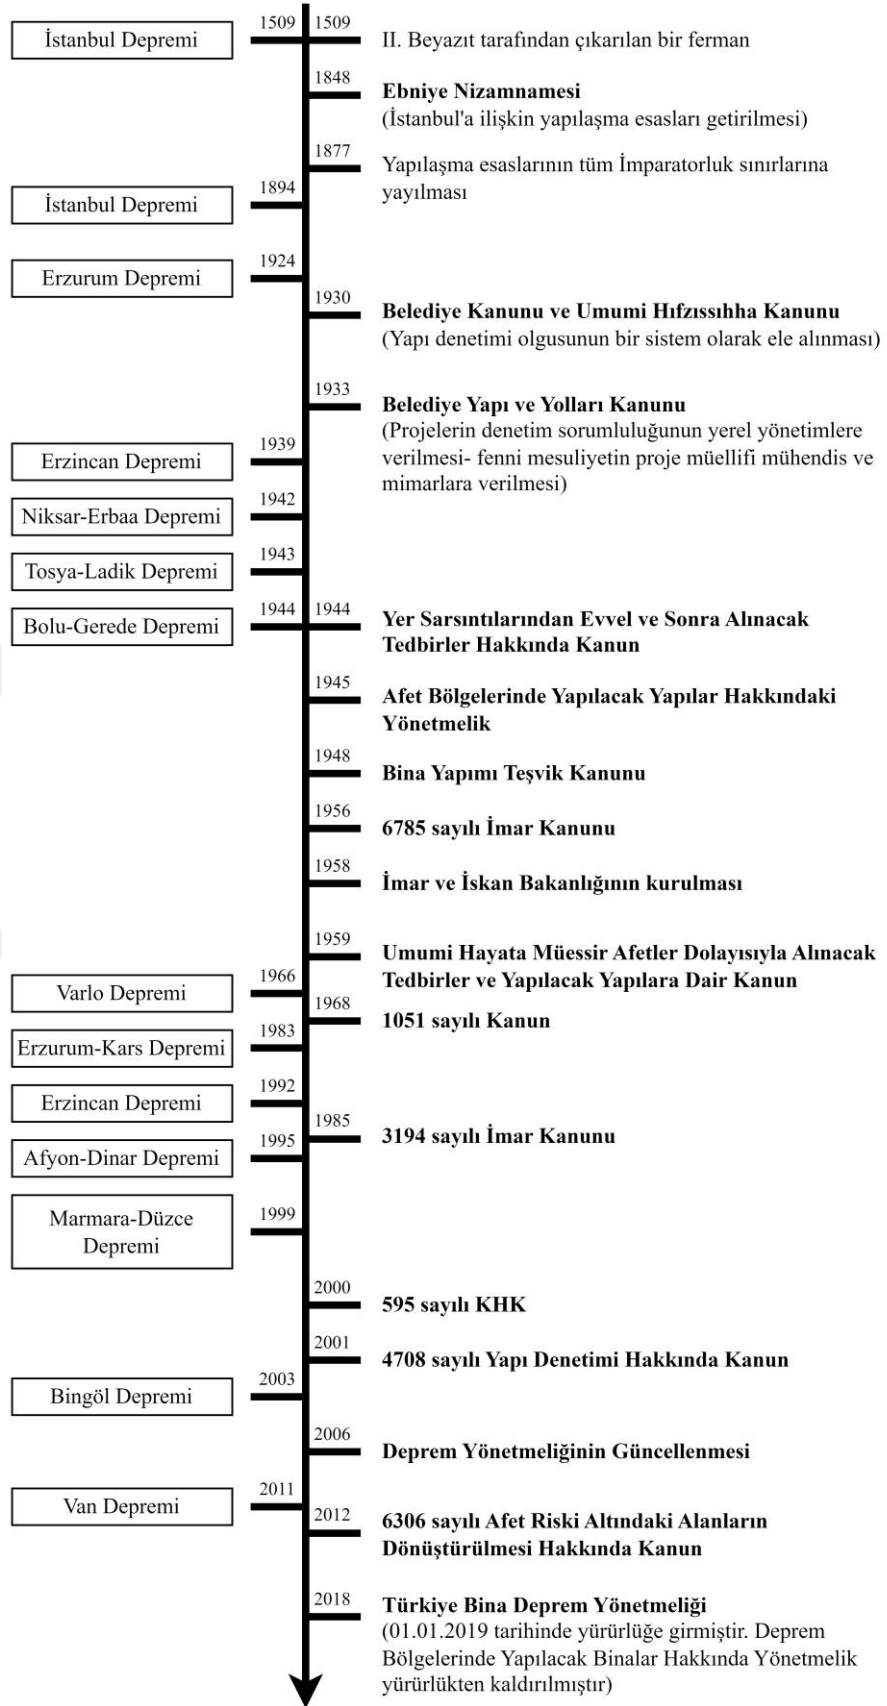 1509 1509
İstanbul Depremi
II. Beyazıt tarafından çıkarılan bir ferman
1848
Ebniye Nizamnamesi
(İstanbul'a ilişkin yapılaşma esasları getirilmesi)
1877
Yapılaşma esaslarının tüm İmparatorluk sınırlarına
yayılması
1894
İstanbul Depremi
1924
Erzurum Depremi
1930
Belediye Kanunu ve Umumi Hıfzıssıhha Kanunu
(Yapı denetimi olgusunun bir sistem olarak ele alınması)
1933
Belediye Yapı ve Yolları Kanunu
(Projelerin denetim sorumluluğunun yerel yönetimlere
verilmesi- fenni mesuliyetin proje müellifi mühendis ve
mimarlara verilmesi)
1939
Erzincan Depremi
1942
Niksar-Erbaa Depremi
1943
Tosya-Ladik Depremi
1944 1944
Bolu-Gerede Depremi
Yer Sarsıntılarından Evvel ve Sonra Alınacak
Tedbirler Hakkında Kanun
1945
Afet Bölgelerinde Yapılacak Yapılar Hakkındaki
Yönetmelik
1948
Bina Yapımı Teşvik Kanunu
1956
6785 sayılı İmar Kanunu
1958
İmar ve İskan Bakanlığının kurulması
1959
Umumi Hayata Müessir Afetler Dolayısıyla Alınacak
Tedbirler ve Yapılacak Yapılara Dair Kanun
1966
Varlo Depremi
1968
1051 sayılı Kanun
1983
Erzurum-Kars Depremi
1992
Erzincan Depremi
1985
3194 sayılı İmar Kanunu
1995
Afyon-Dinar Depremi
1999
Marmara-Düzce
Depremi
2000
595 sayılı KHK
2001
4708 sayılı Yapı Denetimi Hakkında Kanun
2003
Bingöl Depremi
2006
Deprem Yönetmeliğinin Güncellenmesi
2011
Van Depremi
2012
6306 sayılı Afet Riski Altındaki Alanların
Dönüştürülmesi Hakkında Kanun
2018
Türkiye Bina Deprem Yönetmeliği
(01.01.2019 tarihinde yürürlüğe girmiştir. Deprem
Bölgelerinde Yapılacak Binalar Hakkında Yönetmelik
yürürlükten kaldırılmıştır)